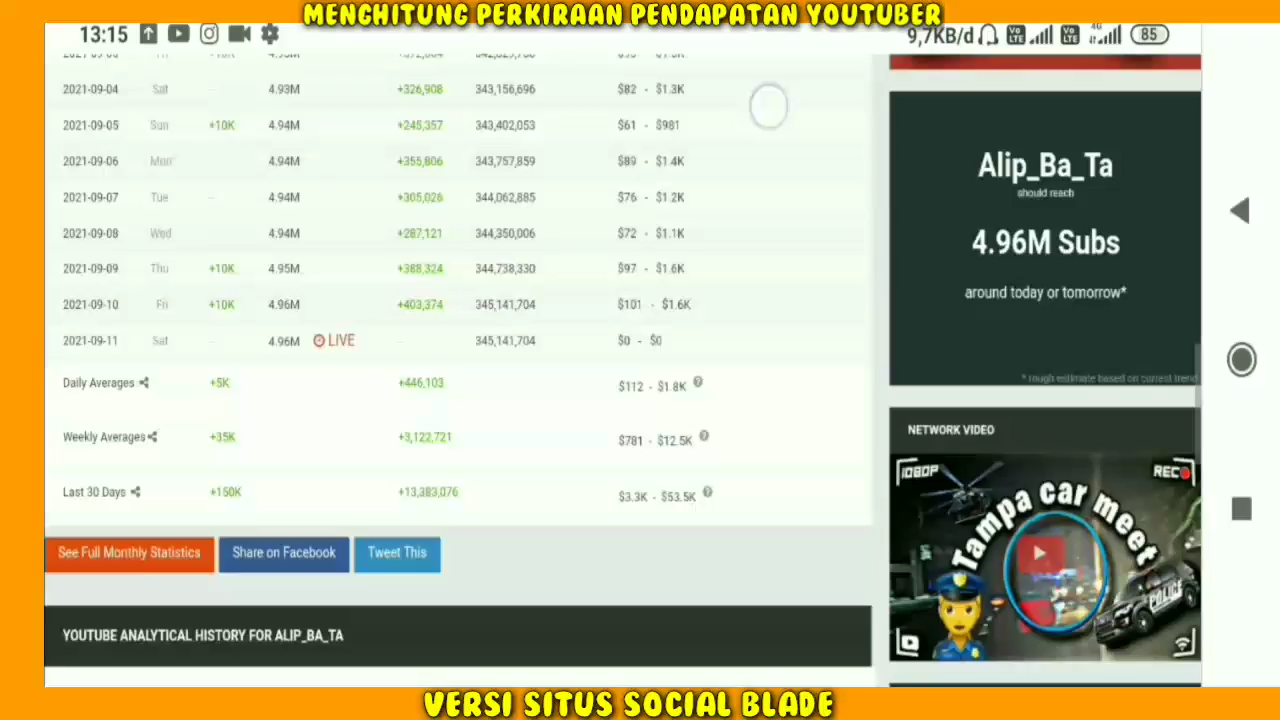 MENGHITUNG PERKIRAAN PENDAPATAN YOUTUBER
13:15 9,7KB/d Vo LTE Vo LTE 4G 85
2021-09-04 Sat -- 4.93M +326,908 343,156,696 $82 - $1.3K
2021-09-05 Sun +10K 4.94M +245,357 343,402,053 $61 - $981
2021-09-06 Mon 4.94M +355,806 343,757,859 $89 - $1.4K
2021-09-07 Tue -- 4.94M +305,026 344,062,885 $76 - $1.2K
2021-09-08 Wed 4.94M +287,121 344,350,006 $72 - $1.1K
2021-09-09 Thu +10K 4.95M +388,324 344,738,330 $97 - $1.6K
2021-09-10 Fri +10K 4.96M +403,374 345,141,704 $101 - $1.6K
2021-09-11 Sat -- 4.96M LIVE -- 345,141,704 $0 - $0
Daily Averages +5K +446,103 $112 - $1.8K
Weekly Averages +35K +3,122,721 $781 - $12.5K
Last 30 Days +150K +13,383,076 $3.3K - $53.5K
See Full Monthly Statistics Share on Facebook Tweet This
YOUTUBE ANALYTICAL HISTORY FOR ALIP_BA_TA
Alip_Ba_Ta
should reach
4.96M Subs
around today or tomorrow*
* rough estimate based on current trend
NETWORK VIDEO
1080P REC
Tampa car meet
POLICE
VERSI SITUS SOCIAL BLADE